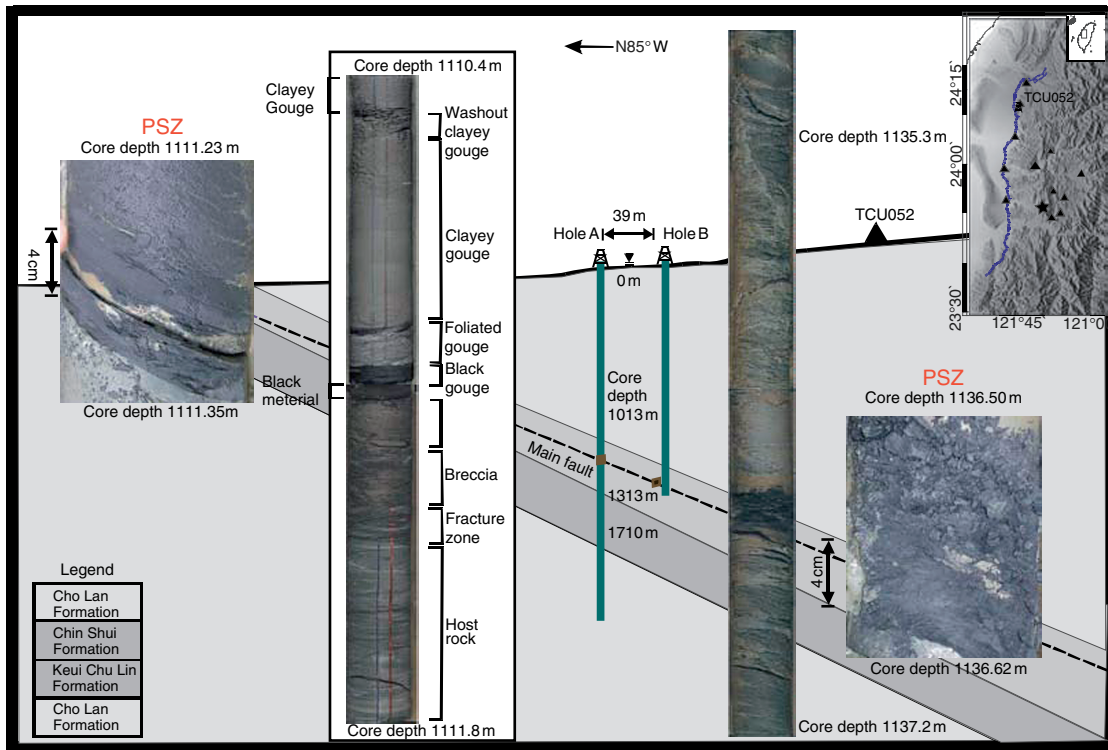 PSZ
Core depth 1111.23 m
4 cm
Core depth 1111.35m
Core depth 1110.4 m
Clayey
Gouge
Washout
clayey
gouge
Clayey
gouge
Foliated
gouge
Black
gouge
Black
meterial
Breccia
Fracture
zone
Host
rock
Core depth 1111.8 m
N85° W
39 m
Hole A
Hole B
0 m
Core
depth
1013 m
Main fault
1313 m
1710 m
Core depth 1135.3 m
TCU052
PSZ
Core depth 1136.50 m
4 cm
Core depth 1136.62 m
Core depth 1137.2 m
24°15`
24°00`
23°30`
121°45`
121°0
TCU052
Legend
Cho Lan
Formation
Chin Shui
Formation
Keui Chu Lin
Formation
Cho Lan
Formation